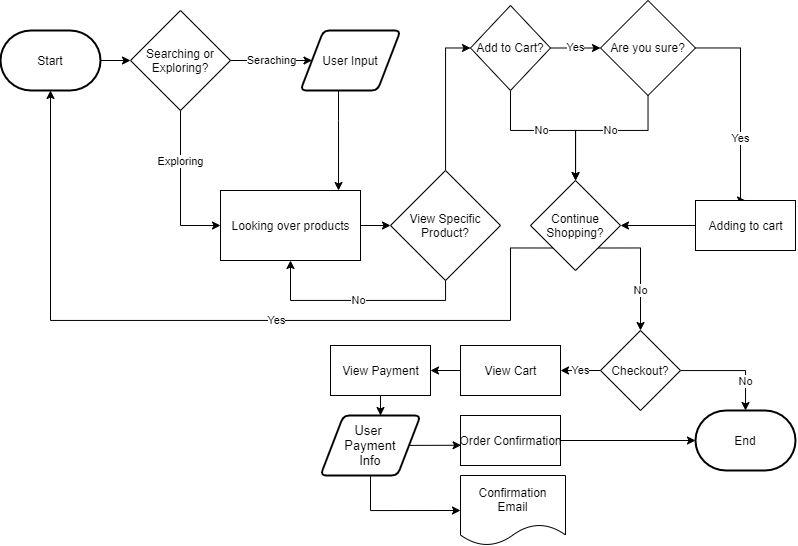 Start
Searching or
Exploring?
Seraching
User Input
Add to Cart?
Yes
Are you sure?
No
No
Yes
Exploring
Looking over products
View Specific
Product?
Continue
Shopping?
Adding to cart
No
Yes
No
View Payment
View Cart
Yes
Checkout?
No
User
Payment
Info
Order Confirmation
End
Confirmation
Email